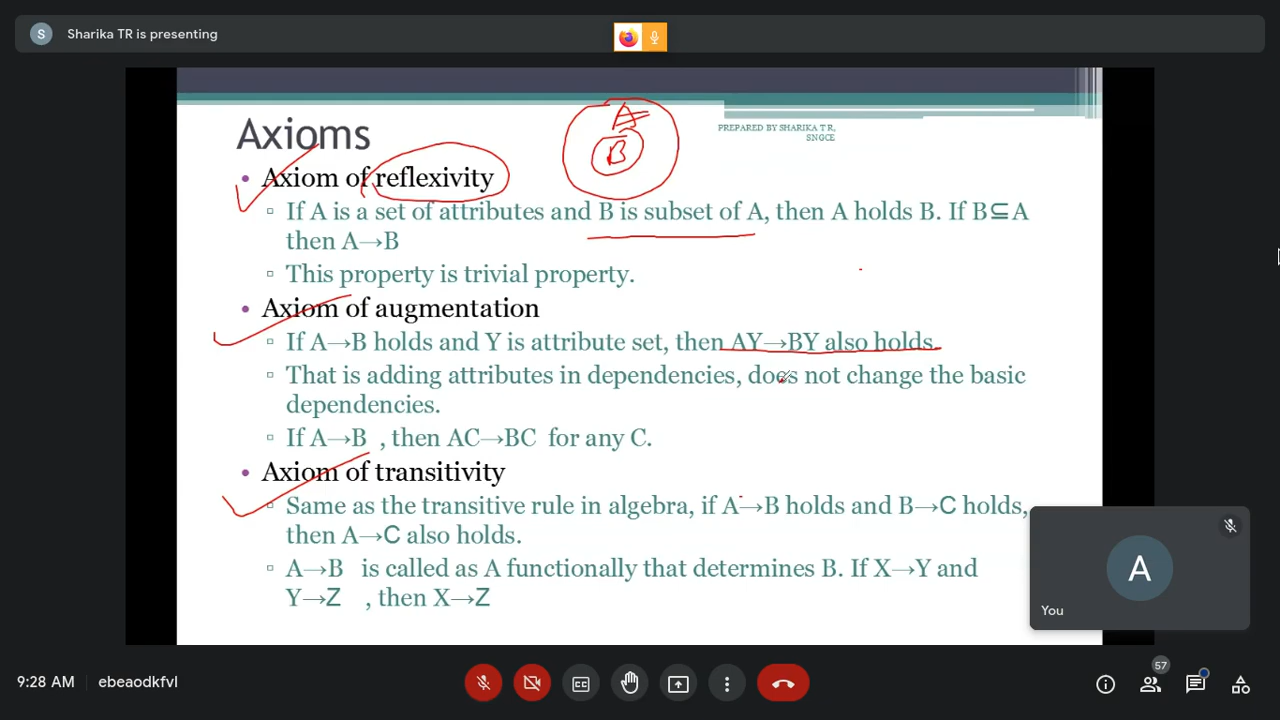 S Sharika TR is presenting
A
B
PREPARED BY SHARIKA T R,
SNGCE
Axioms
• Axiom of reflexivity
▫ If A is a set of attributes and B is subset of A, then A holds B. If B⊆A
then A→B
▫ This property is trivial property.
• Axiom of augmentation
▫ If A→B holds and Y is attribute set, then AY→BY also holds.
▫ That is adding attributes in dependencies, does not change the basic
dependencies.
▫ If A→B , then AC→BC for any C.
• Axiom of transitivity
▫ Same as the transitive rule in algebra, if A→B holds and B→C holds,
then A→C also holds.
▫ A→B is called as A functionally that determines B. If X→Y and
Y→Z , then X→Z
A
You
9:28 AM ebeaodkfvl
CC
57